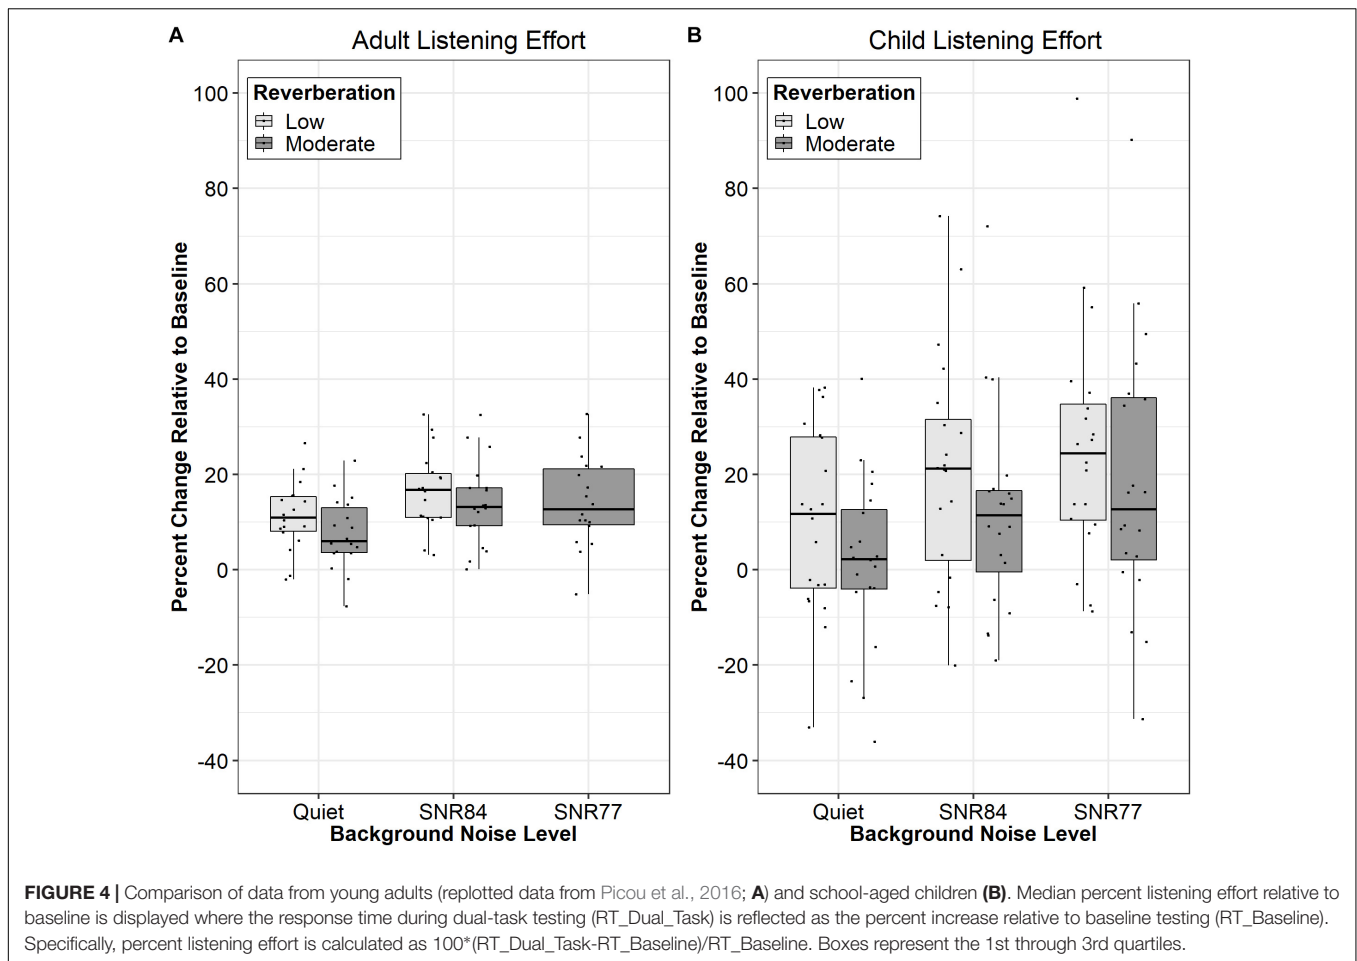 A
Adult Listening Effort
Percent Change Relative to Baseline
100
80
60
40
20
0
-20
-40
Reverberation
Low
Moderate
Quiet
SNR84
SNR77
Background Noise Level
B
Child Listening Effort
Percent Change Relative to Baseline
100
80
60
40
20
0
-20
-40
Reverberation
Low
Moderate
Quiet
SNR84
SNR77
Background Noise Level
FIGURE 4 | Comparison of data from young adults (replotted data from Picou et al., 2016; A) and school-aged children (B). Median percent listening effort relative to
baseline is displayed where the response time during dual-task testing (RT_Dual_Task) is reflected as the percent increase relative to baseline testing (RT_Baseline).
Specifically, percent listening effort is calculated as 100*(RT_Dual_Task-RT_Baseline)/RT_Baseline. Boxes represent the 1st through 3rd quartiles.